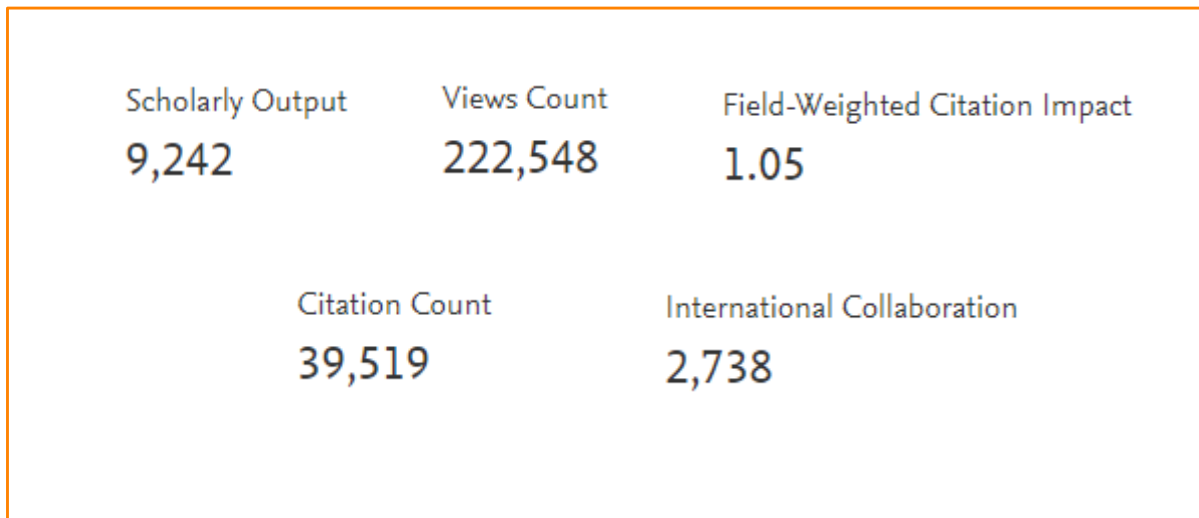 Scholarly Output
9,242
Views Count
222,548
Field-Weighted Citation Impact
1.05
Citation Count
39,519
International Collaboration
2,738